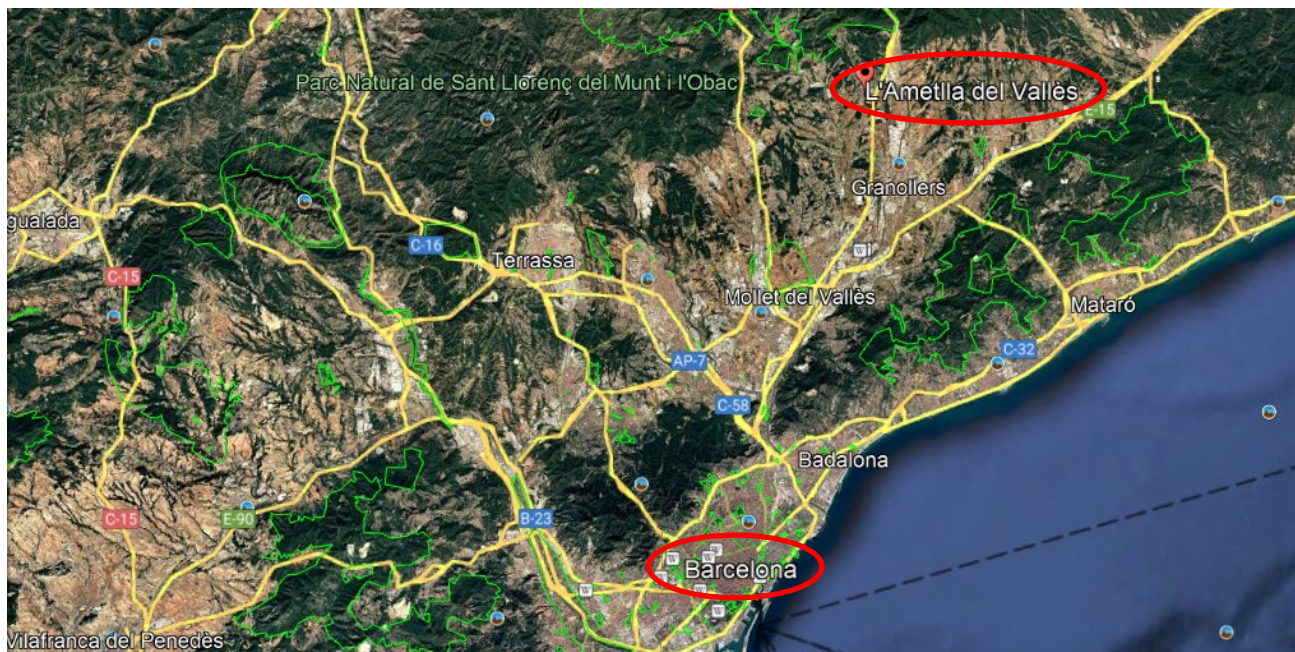 Parc Natural de Sant Llorenç del Munt i l'Obac
L'Ametlla del Vallès
E-15
Granollers
gualada
C-16
Terrassa
C-15
Mollet del Vallès
Mataró
AP-7
C-32
C-58
Badalona
C-15
E-90
B-23
Barcelona
Vilafranca del Penedès